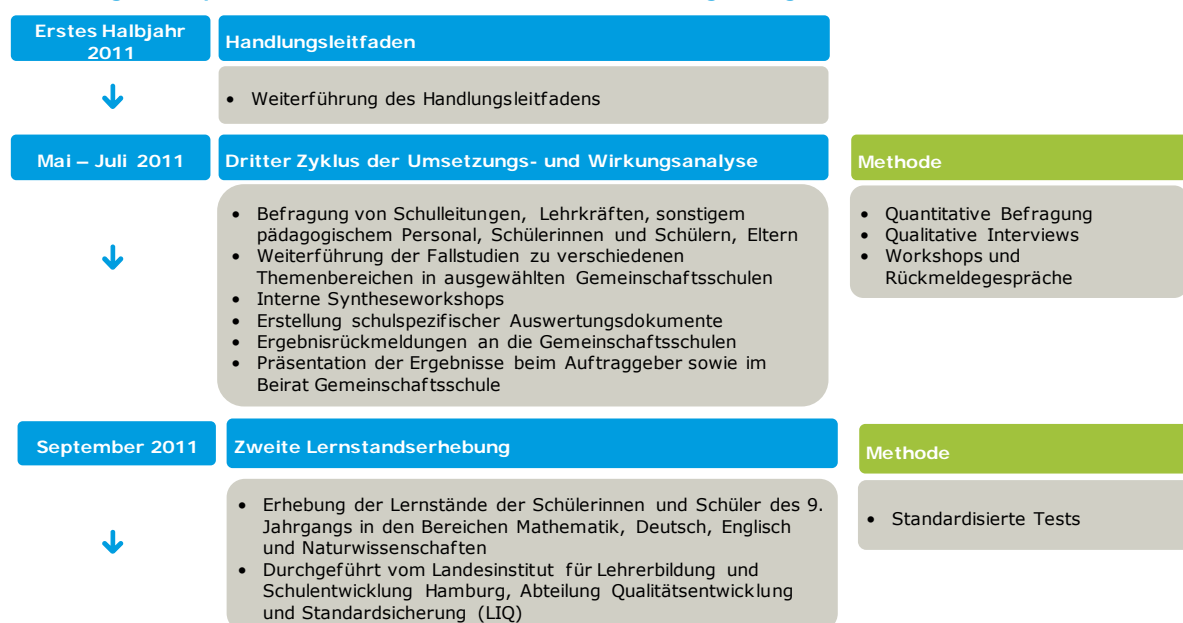 Erstes Halbjahr
2011
Handlungsleitfaden
• Weiterführung des Handlungsleitfadens
Mai – Juli 2011
Dritter Zyklus der Umsetzungs- und Wirkungsanalyse
Methode
• Befragung von Schulleitungen, Lehrkräften, sonstigem
pädagogischem Personal, Schülerinnen und Schülern, Eltern
• Weiterführung der Fallstudien zu verschiedenen
Themenbereichen in ausgewählten Gemeinschaftsschulen
• Interne Syntheseworkshops
• Erstellung schulspezifischer Auswertungsdokumente
• Ergebnisrückmeldungen an die Gemeinschaftsschulen
• Präsentation der Ergebnisse beim Auftraggeber sowie im
Beirat Gemeinschaftsschule
• Quantitative Befragung
• Qualitative Interviews
• Workshops und
Rückmeldegespräche
September 2011
Zweite Lernstandserhebung
Methode
• Erhebung der Lernstände der Schülerinnen und Schüler des 9.
Jahrgangs in den Bereichen Mathematik, Deutsch, Englisch
und Naturwissenschaften
• Durchgeführt vom Landesinstitut für Lehrerbildung und
Schulentwicklung Hamburg, Abteilung Qualitätsentwicklung
und Standardsicherung (LIQ)
• Standardisierte Tests